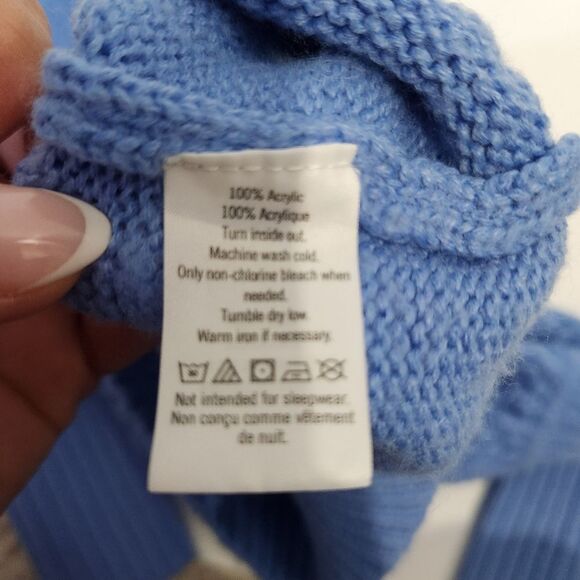 100% Acrylic
100% Acrylique
Turn inside out.
Machine wash cold.
Only non-chlorine bleach when
needed.
Tumble dry low.
Warm iron if necessary.
Not intended for sleepwear.
Non conçu comme vêtement
de nuit.